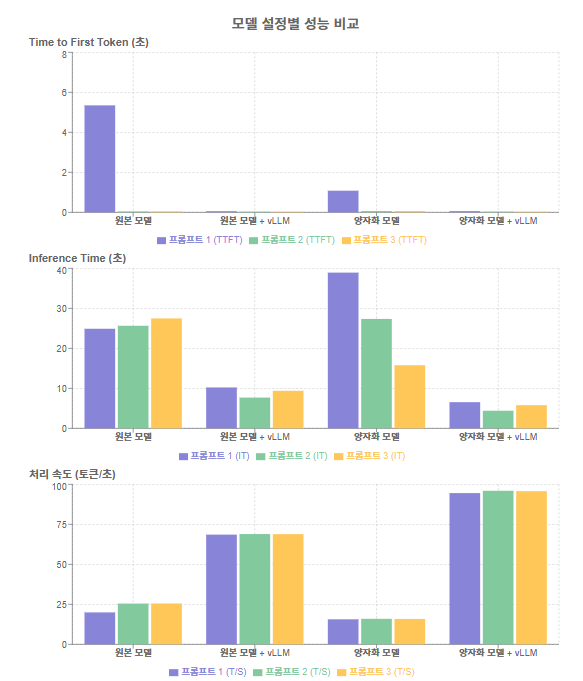 모델 설정별 성능 비교
Time to First Token (초)
8
6
4
2
0
원본 모델 원본 모델 + vLLM 양자화 모델 양자화 모델 + vLLM
프롬프트 1 (TTFT) 프롬프트 2 (TTFT) 프롬프트 3 (TTFT)
Inference Time (초)
40
30
20
10
0
원본 모델 원본 모델 + vLLM 양자화 모델 양자화 모델 + vLLM
프롬프트 1 (IT) 프롬프트 2 (IT) 프롬프트 3 (IT)
처리 속도 (토큰/초)
100
75
50
25
0
원본 모델 원본 모델 + vLLM 양자화 모델 양자화 모델 + vLLM
프롬프트 1 (T/S) 프롬프트 2 (T/S) 프롬프트 3 (T/S)